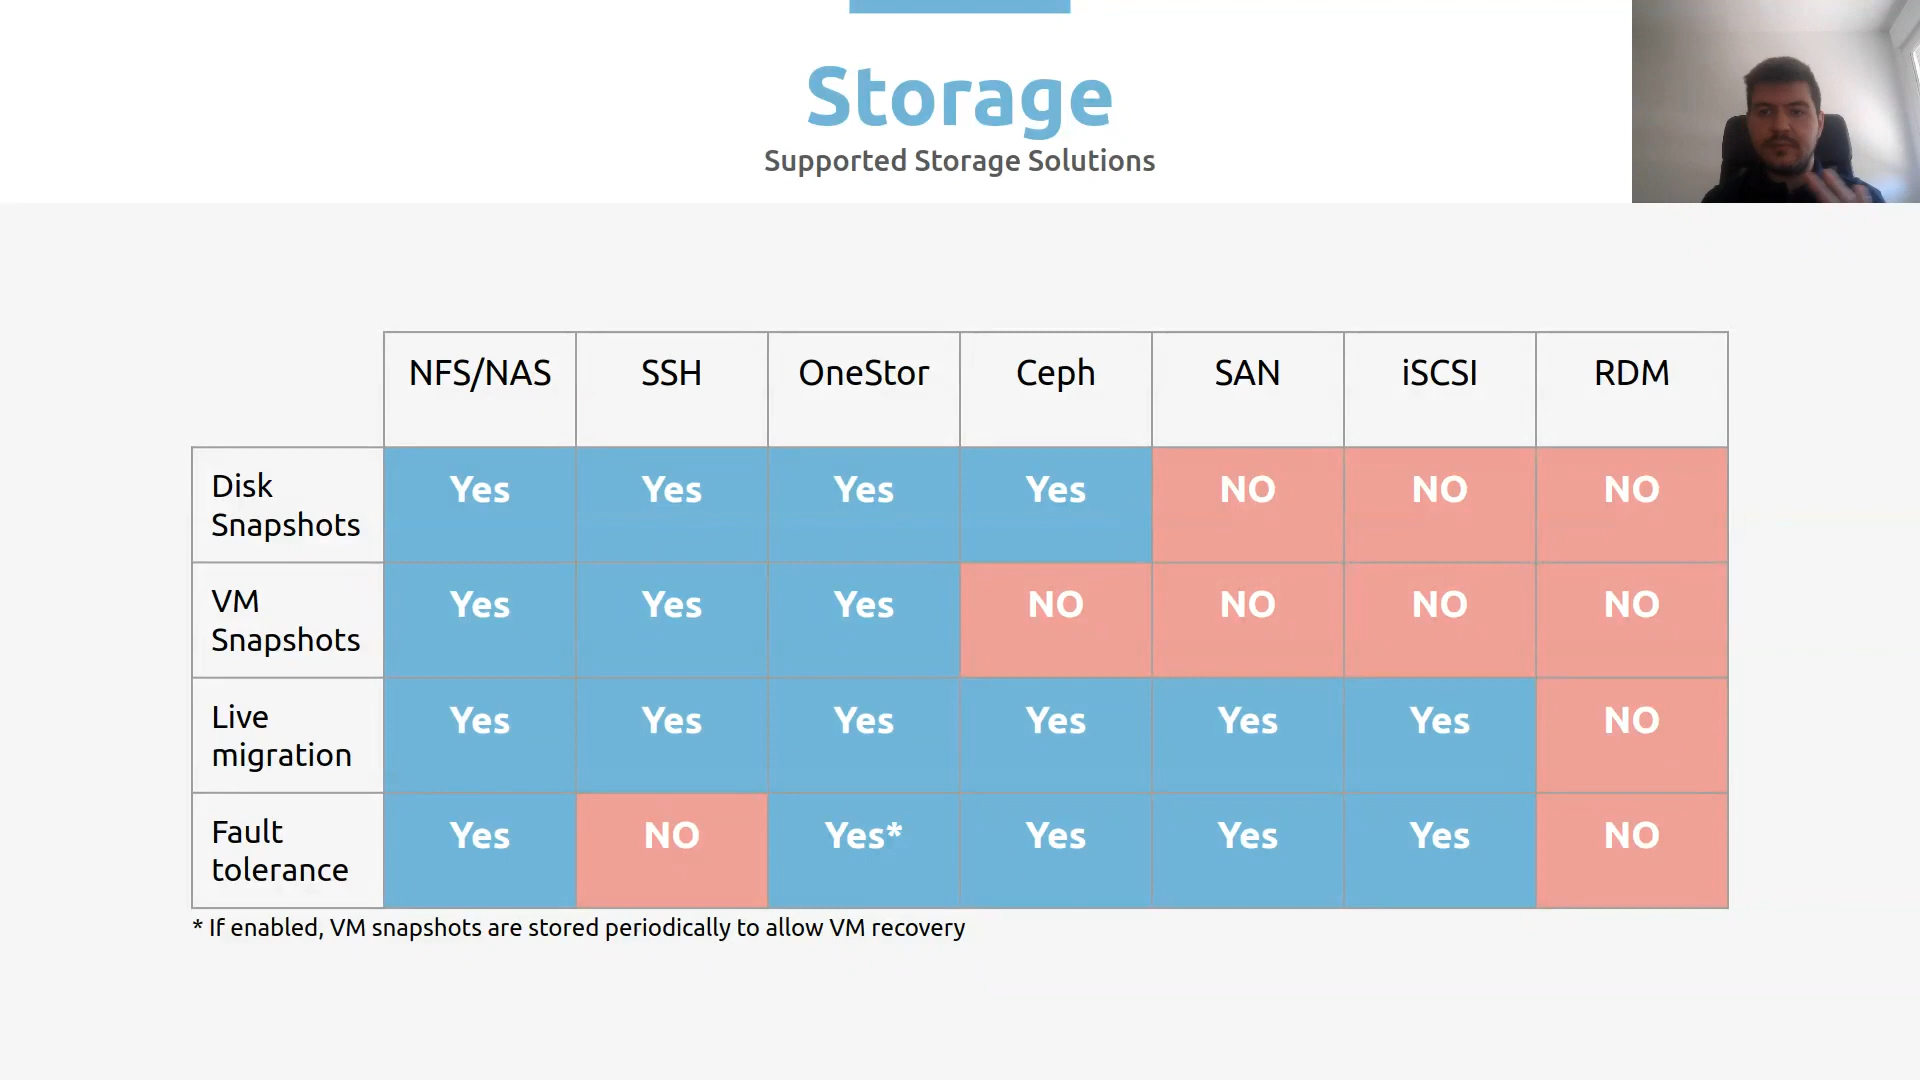 Storage
Supported Storage Solutions
NFS/NAS SSH OneStor Ceph SAN iSCSI RDM
Disk
Snapshots
Yes Yes Yes Yes NO NO NO
VM
Snapshots
Yes Yes Yes NO NO NO NO
Live
migration
Yes Yes Yes Yes Yes Yes NO
Fault
tolerance
Yes NO Yes* Yes Yes Yes NO
* If enabled, VM snapshots are stored periodically to allow VM recovery